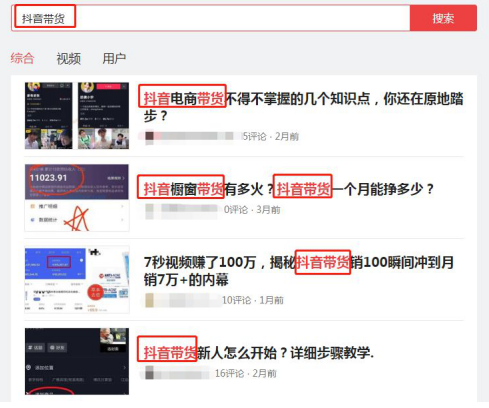 抖音带货
搜索
综合
视频
用户
抖音电商带货不得不掌握的几个知识点，你还在原地踏
步？
5评论 · 2月前
11023.91
抖音橱窗带货有多火？抖音带货一个月能挣多少？
0评论 · 3月前
7秒视频赚了100万，揭秘抖音带货销100瞬间冲到月
销7万+的内幕
10评论 · 1月前
抖音带货新人怎么开始？详细步骤教学.
16评论 · 2月前